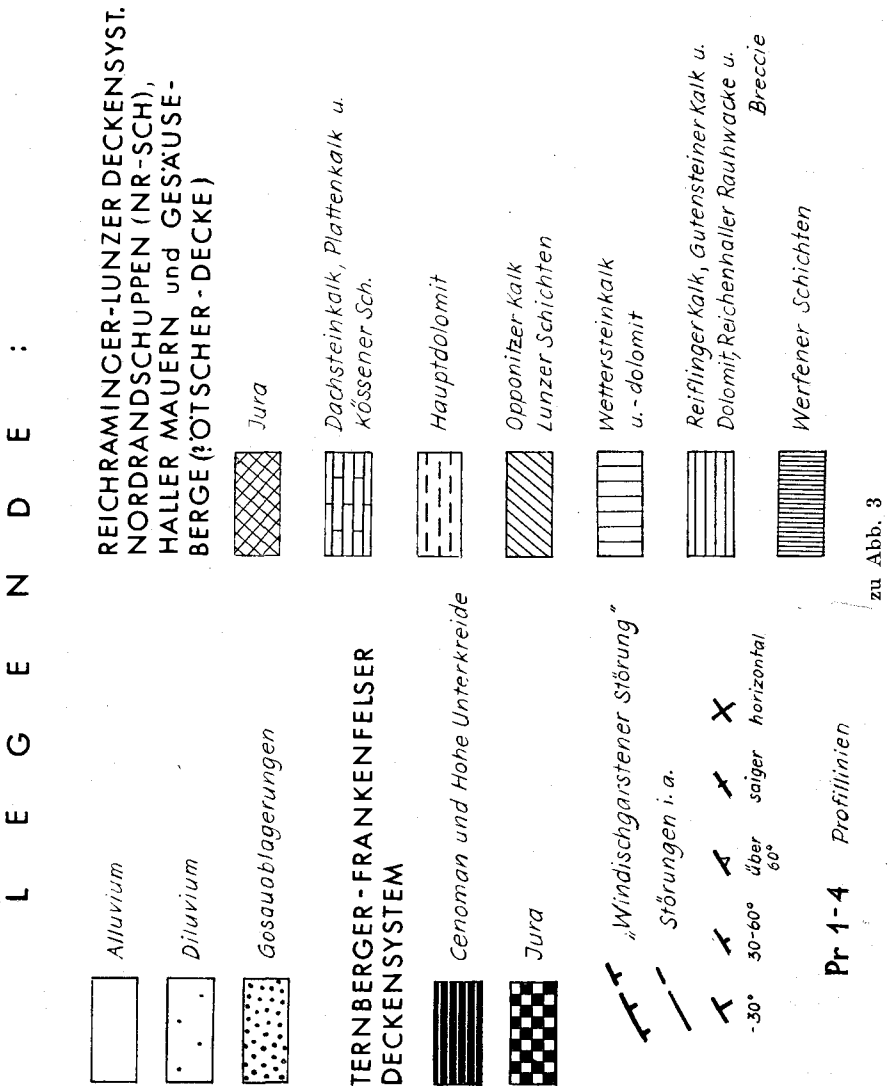 LEGENDE:
Alluvium
Diluvium
Gosauablagerungen
TERNBERGER-FRANKENFELSER
DECKENSYSTEM
Cenoman und Hohe Unterkreide
Jura
„Windischgarstener Störung"
Störungen i. a.
-30° 30-60° über 60° saiger horizontal
Pr 1-4 Profillinien
REICHRAMINGER-LUNZER DECKENSYST.
NORDRANDSCHUPPEN (NR-SCH),
HALLER MAUERN und GESÄUSE-
BERGE (?ÖTSCHER-DECKE)
Jura
Dachsteinkalk, Plattenkalk u.
Kössener Sch.
Hauptdolomit
Opponitzer Kalk
Lunzer Schichten
Wettersteinkalk
u. -dolomit
Reiflinger Kalk, Gutensteiner Kalk u.
Dolomit, Reichenhaller Rauhwacke u.
Breccie
Werfener Schichten
zu Abb. 3